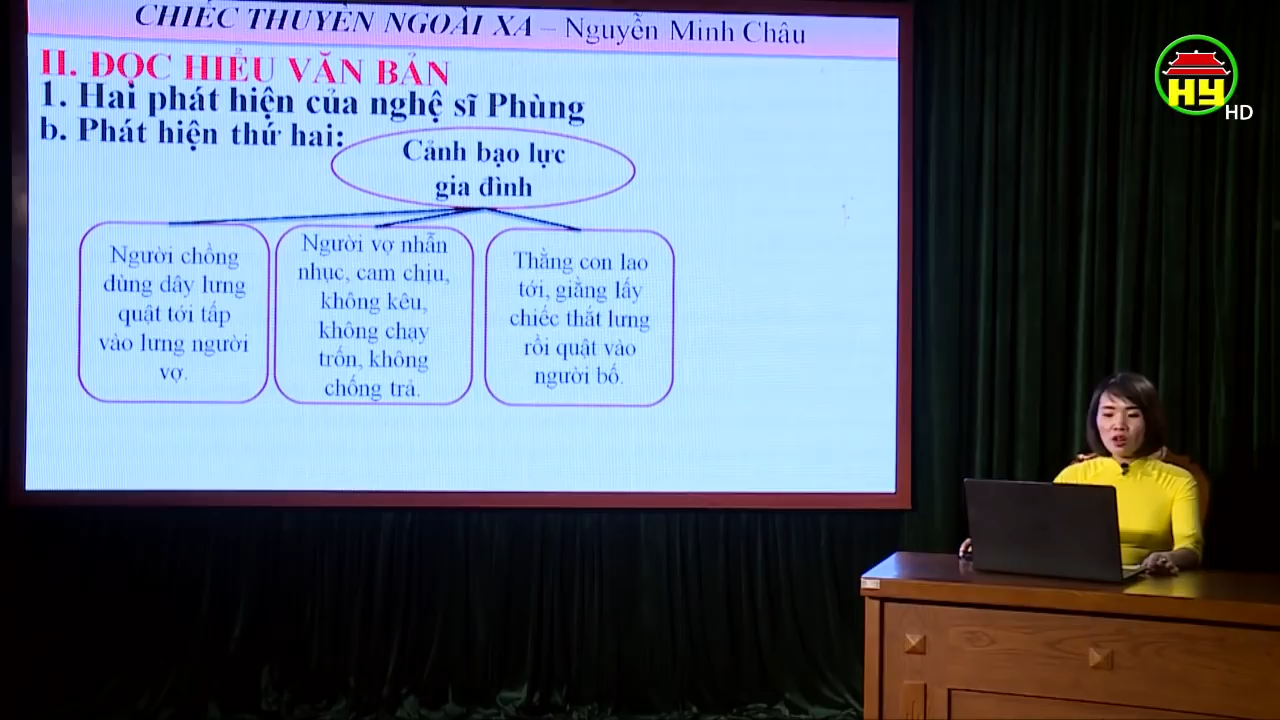 CHIẾC THUYỀN NGOÀI XA – Nguyễn Minh Châu
II. ĐỌC HIỂU VĂN BẢN
1. Hai phát hiện của nghệ sĩ Phùng
b. Phát hiện thứ hai:
Cảnh bạo lực
gia đình
Người chồng
dùng dây lưng
quật tới tấp
vào lưng người
vợ.
Người vợ nhẫn
nhục, cam chịu,
không kêu,
không chạy
trốn, không
chống trả.
Thằng con lao
tới, giằng lấy
chiếc thắt lưng
rồi quật vào
người bố.
HY
HD